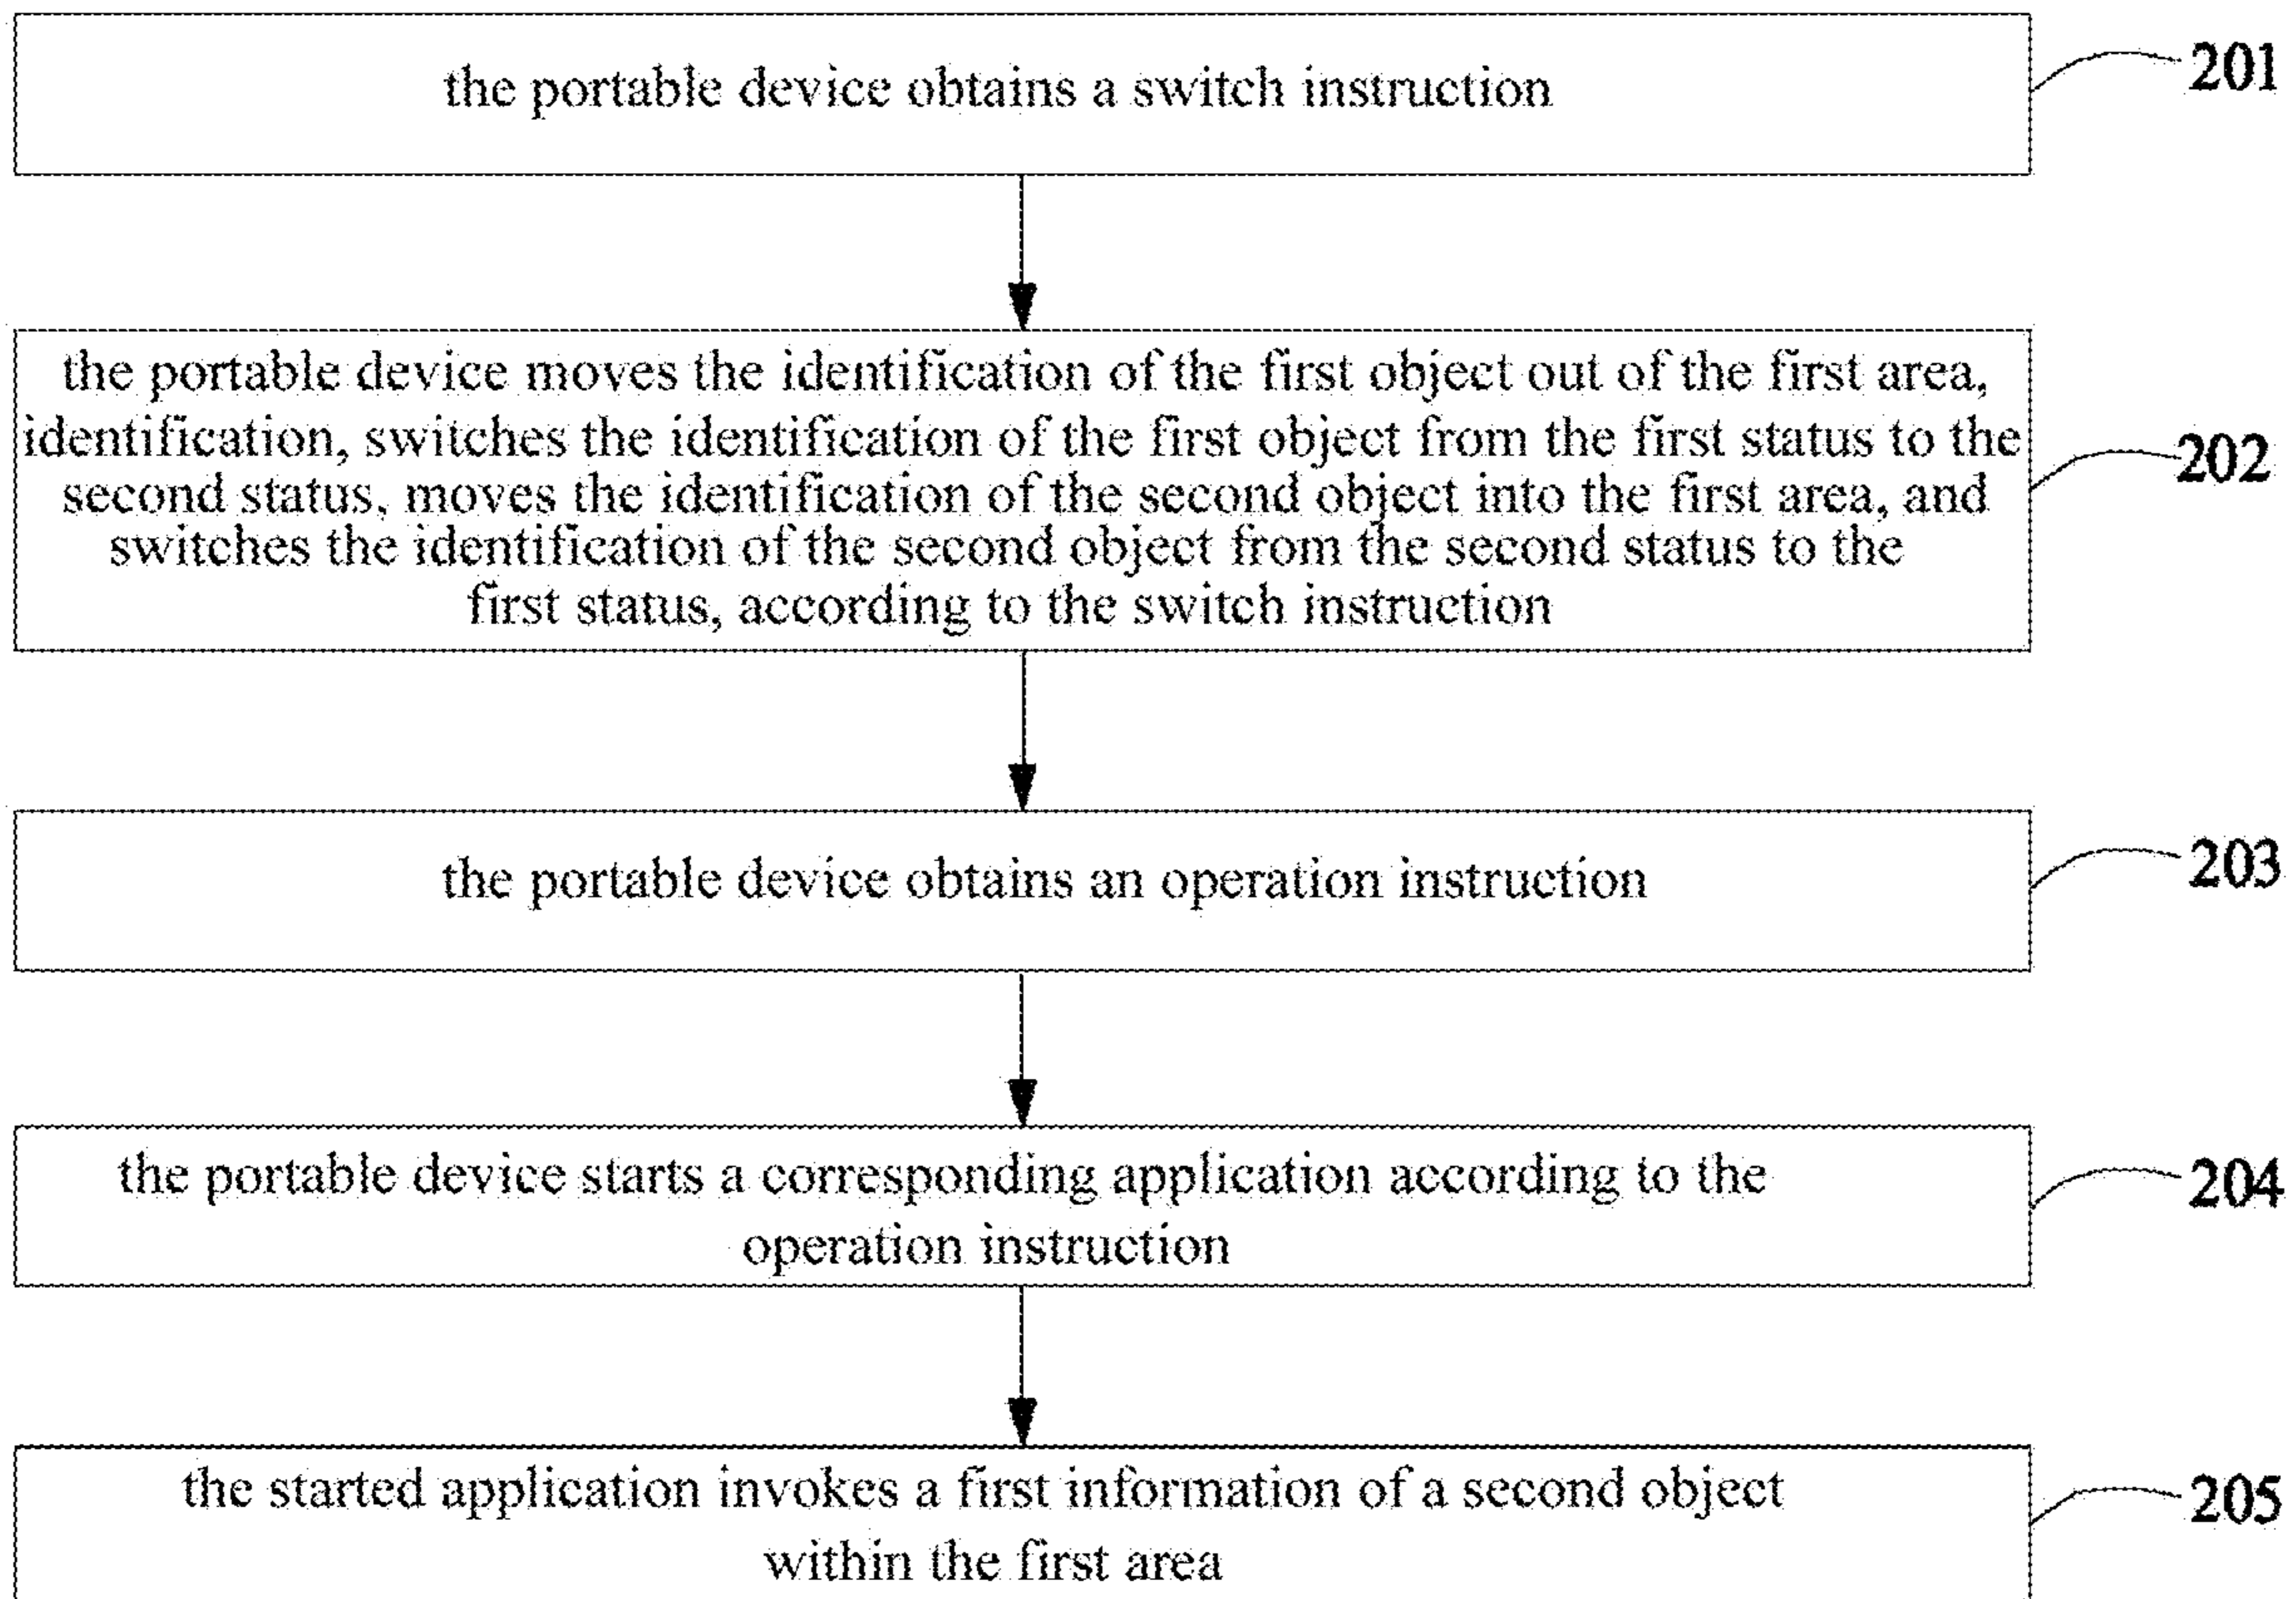 the portable device obtains a switch instruction
201
the portable device moves the identification of the first object out of the first area,
identification, switches the identification of the first object from the first status to the
second status, moves the identification of the second object into the first area, and
switches the identification of the second object from the second status to the
first status, according to the switch instruction
202
the portable device obtains an operation instruction
203
the portable device starts a corresponding application according to the
operation instruction
204
the started application invokes a first information of a second object
within the first area
205